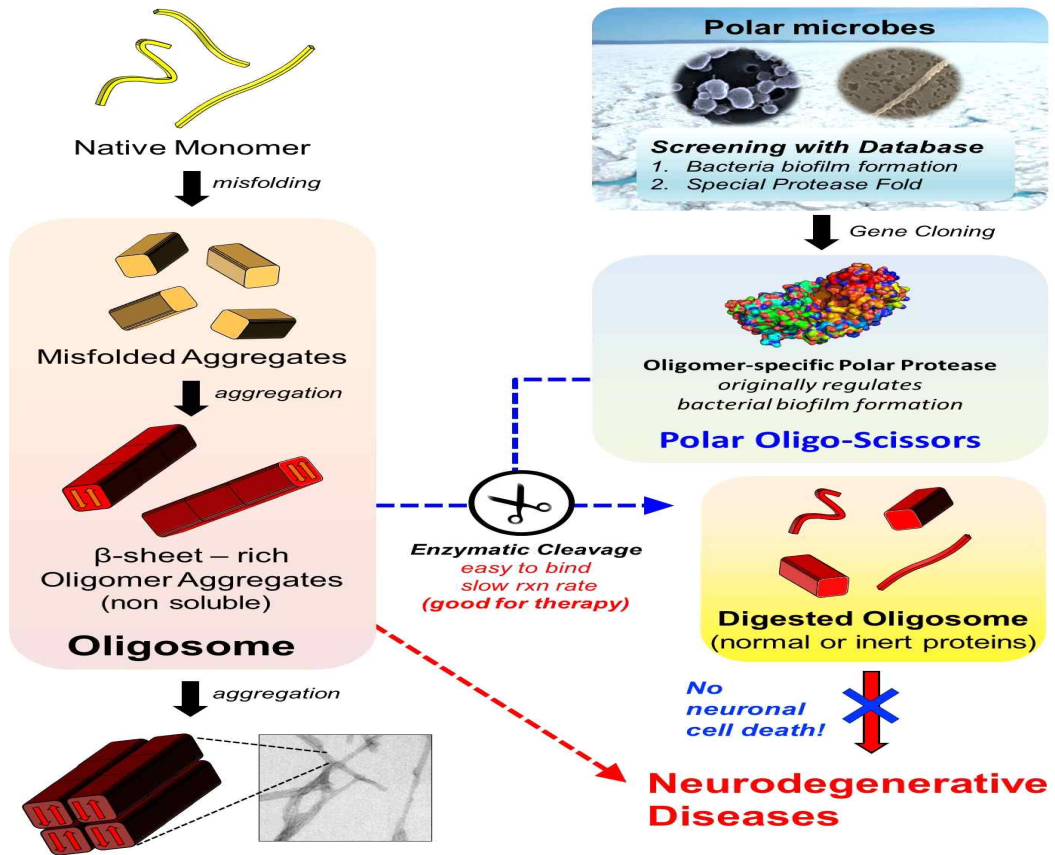 Native Monomer
misfolding
Misfolded Aggregates
aggregation
β-sheet – rich
Oligomer Aggregates
(non soluble)
Oligosome
aggregation
Polar microbes
Screening with Database
1. Bacteria biofilm formation
2. Special Protease Fold
Gene Cloning
Oligomer-specific Polar Protease
originally regulates
bacterial biofilm formation
Polar Oligo-Scissors
Enzymatic Cleavage
easy to bind
slow rxn rate
(good for therapy)
Digested Oligosome
(normal or inert proteins)
No
neuronal
cell death!
Neurodegenerative
Diseases